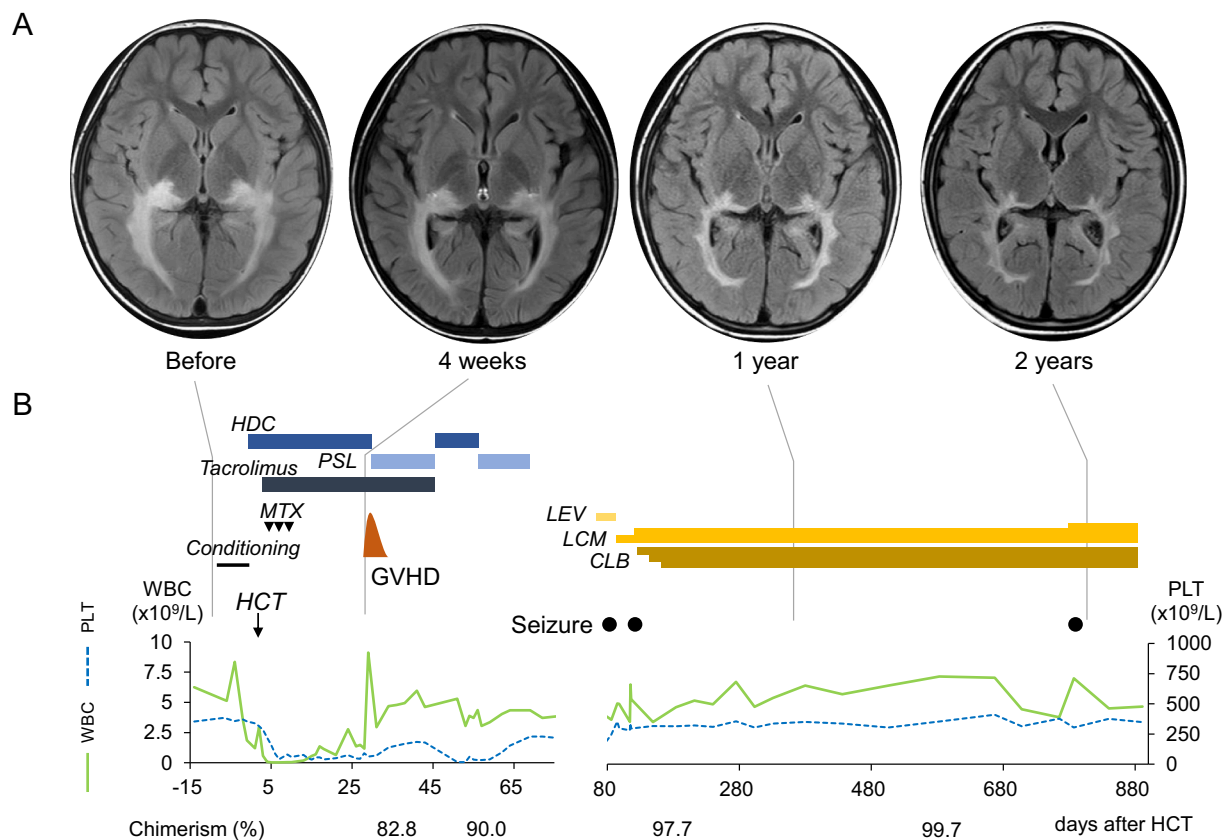 A
Before
4 weeks
1 year
2 years
B
HDC
PSL
Tacrolimus
MTX
Conditioning
GVHD
LEV
LCM
CLB
WBC
(x10⁹/L)
HCT
Seizure
PLT
(x10⁹/L)
WBC PLT
10
7.5
5
2.5
0
-15 5 25 45 65
1000
750
500
250
0
80 280 480 680 880
Chimerism (%) 82.8 90.0 97.7 99.7 days after HCT